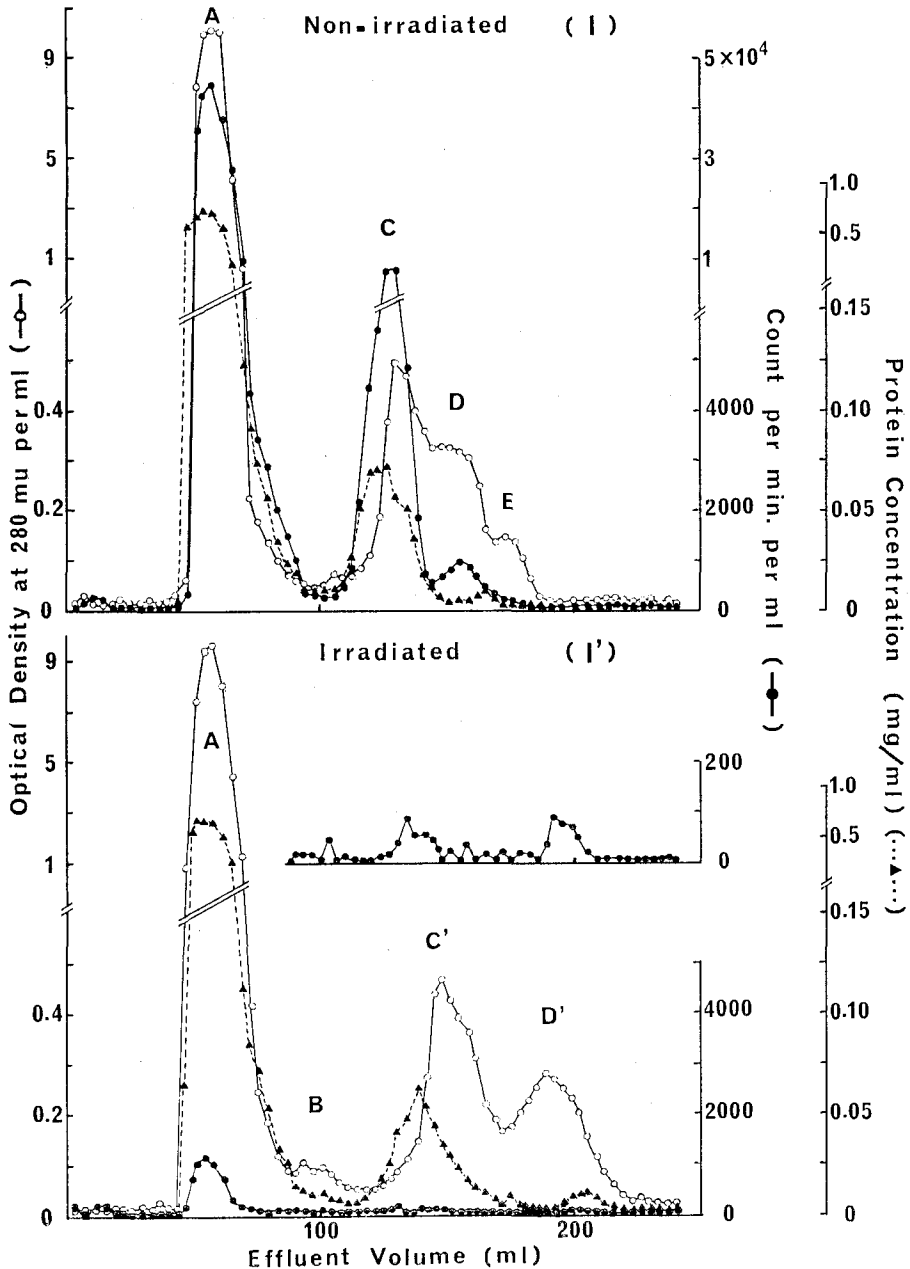 A
Non-irradiated (I)
9
5
1
0.4
0.2
0
5×10⁴
3
1
4000
2000
0
1.0
0.5
0.15
0.10
0.05
0
C
D
E
Irradiated (I')
9
5
1
0.4
0.2
0
200
0
4000
2000
0
1.0
0.5
0.15
0.10
0.05
0
A
B
C'
D'
100
200
Effluent Volume (ml)
Optical Density at 280 mu per ml (—o—)
Count per min. per ml (—●—)
Protein Concentration (mg/ml) (...▲...)